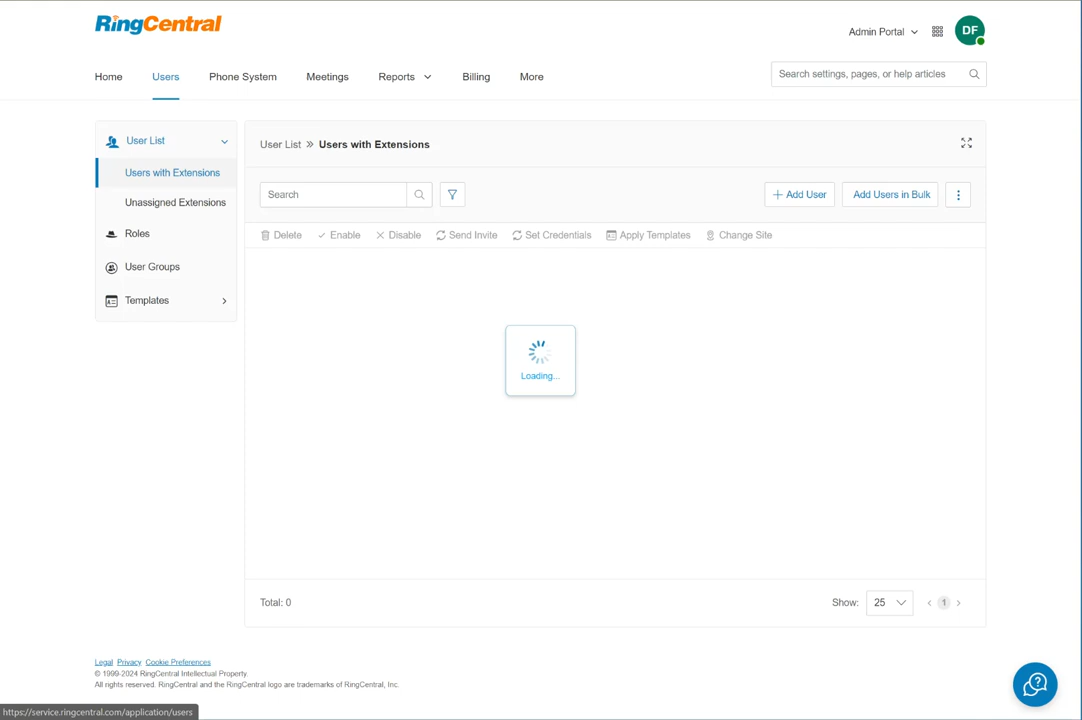 RingCentral
Admin Portal
DF
Home
Users
Phone System
Meetings
Reports
Billing
More
Search settings, pages, or help articles
User List
Users with Extensions
Unassigned Extensions
Roles
User Groups
Templates
User List » Users with Extensions
Search
+ Add User
Add Users in Bulk
Delete
Enable
Disable
Send Invite
Set Credentials
Apply Templates
Change Site
Loading...
Total: 0
Show: 25
‹ 1 ›
Legal Privacy Cookie Preferences
© 1999-2024 RingCentral Intellectual Property.
All rights reserved. RingCentral and the RingCentral logo are trademarks of RingCentral, Inc.
https://service.ringcentral.com/application/users